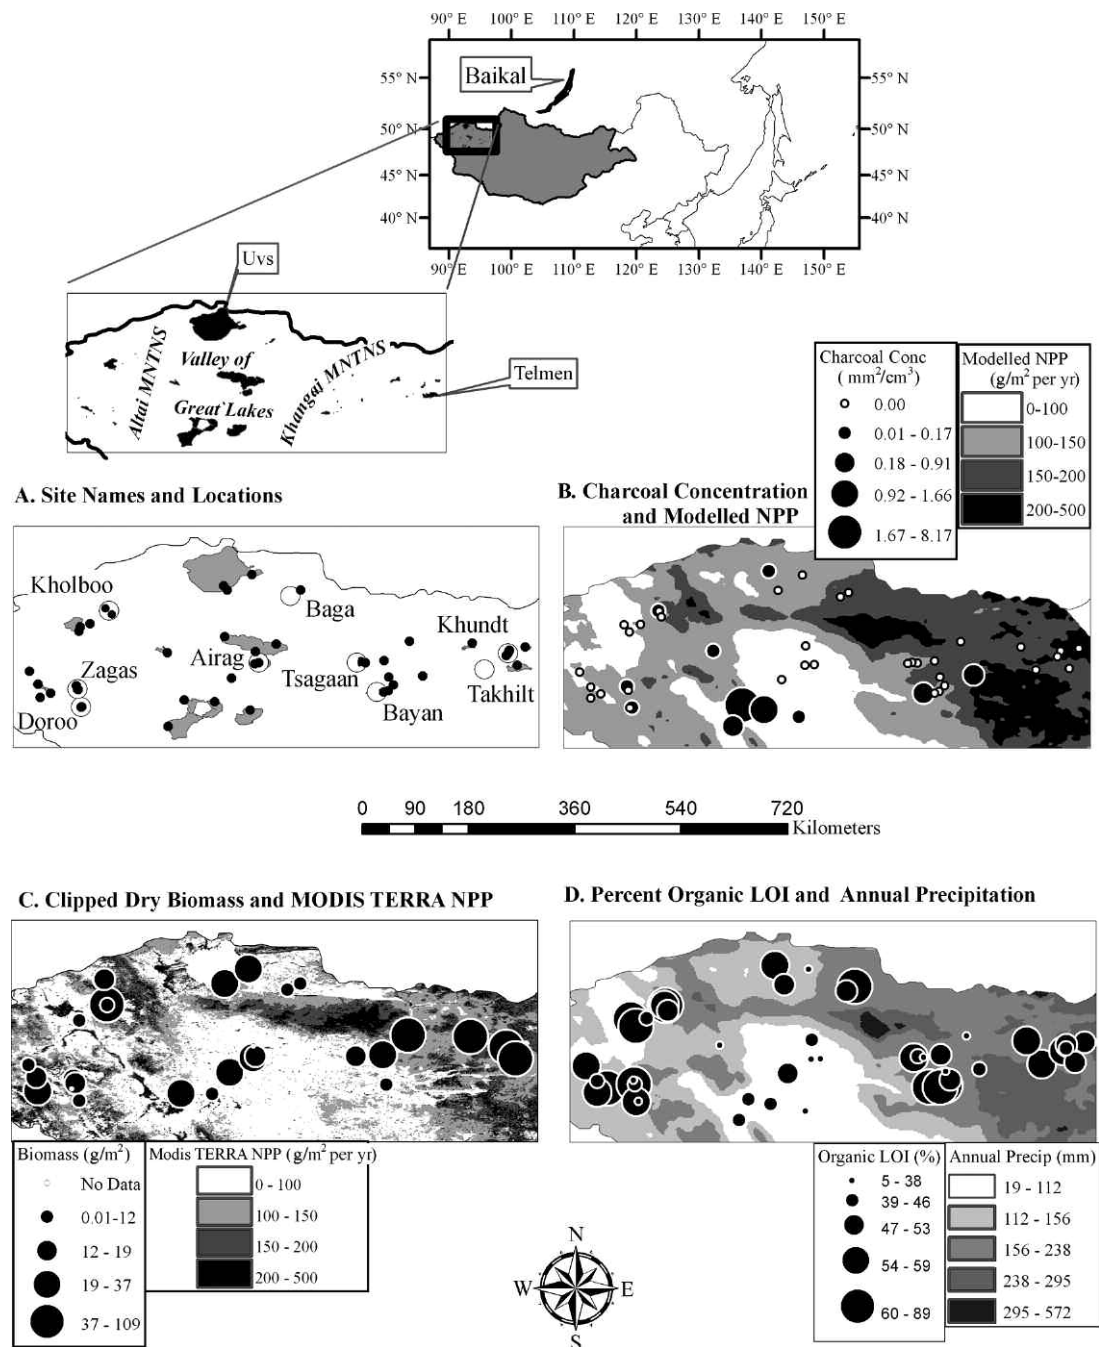 90° E 100° E 110° E 120° E 130° E 140° E 150° E
55° N
50° N
45° N
40° N
Baikal
55° N
50° N
45° N
40° N
90° E 100° E 110° E 120° E 130° E 140° E 150° E
Uvs
Altai MNTNS
Valley of
Great Lakes
Khangai MNTNS
Telmen
Charcoal Conc
( mm²/cm³)
0.00
0.01 - 0.17
0.18 - 0.91
0.92 - 1.66
1.67 - 8.17
Modelled NPP
(g/m² per yr)
0-100
100-150
150-200
200-500
A. Site Names and Locations
Kholboo
Baga
Khundt
Zagas
Airag
Tsagaan
Takhilt
Doroo
Bayan
B. Charcoal Concentration
and Modelled NPP
0 90 180 360 540 720
Kilometers
C. Clipped Dry Biomass and MODIS TERRA NPP
Biomass (g/m²)
No Data
0.01-12
12 - 19
19 - 37
37 - 109
Modis TERRA NPP (g/m² per yr)
0 - 100
100 - 150
150 - 200
200 - 500
D. Percent Organic LOI and Annual Precipitation
Organic LOI (%)
5 - 38
39 - 46
47 - 53
54 - 59
60 - 89
Annual Precip (mm)
19 - 112
112 - 156
156 - 238
238 - 295
295 - 572
N
W E
S